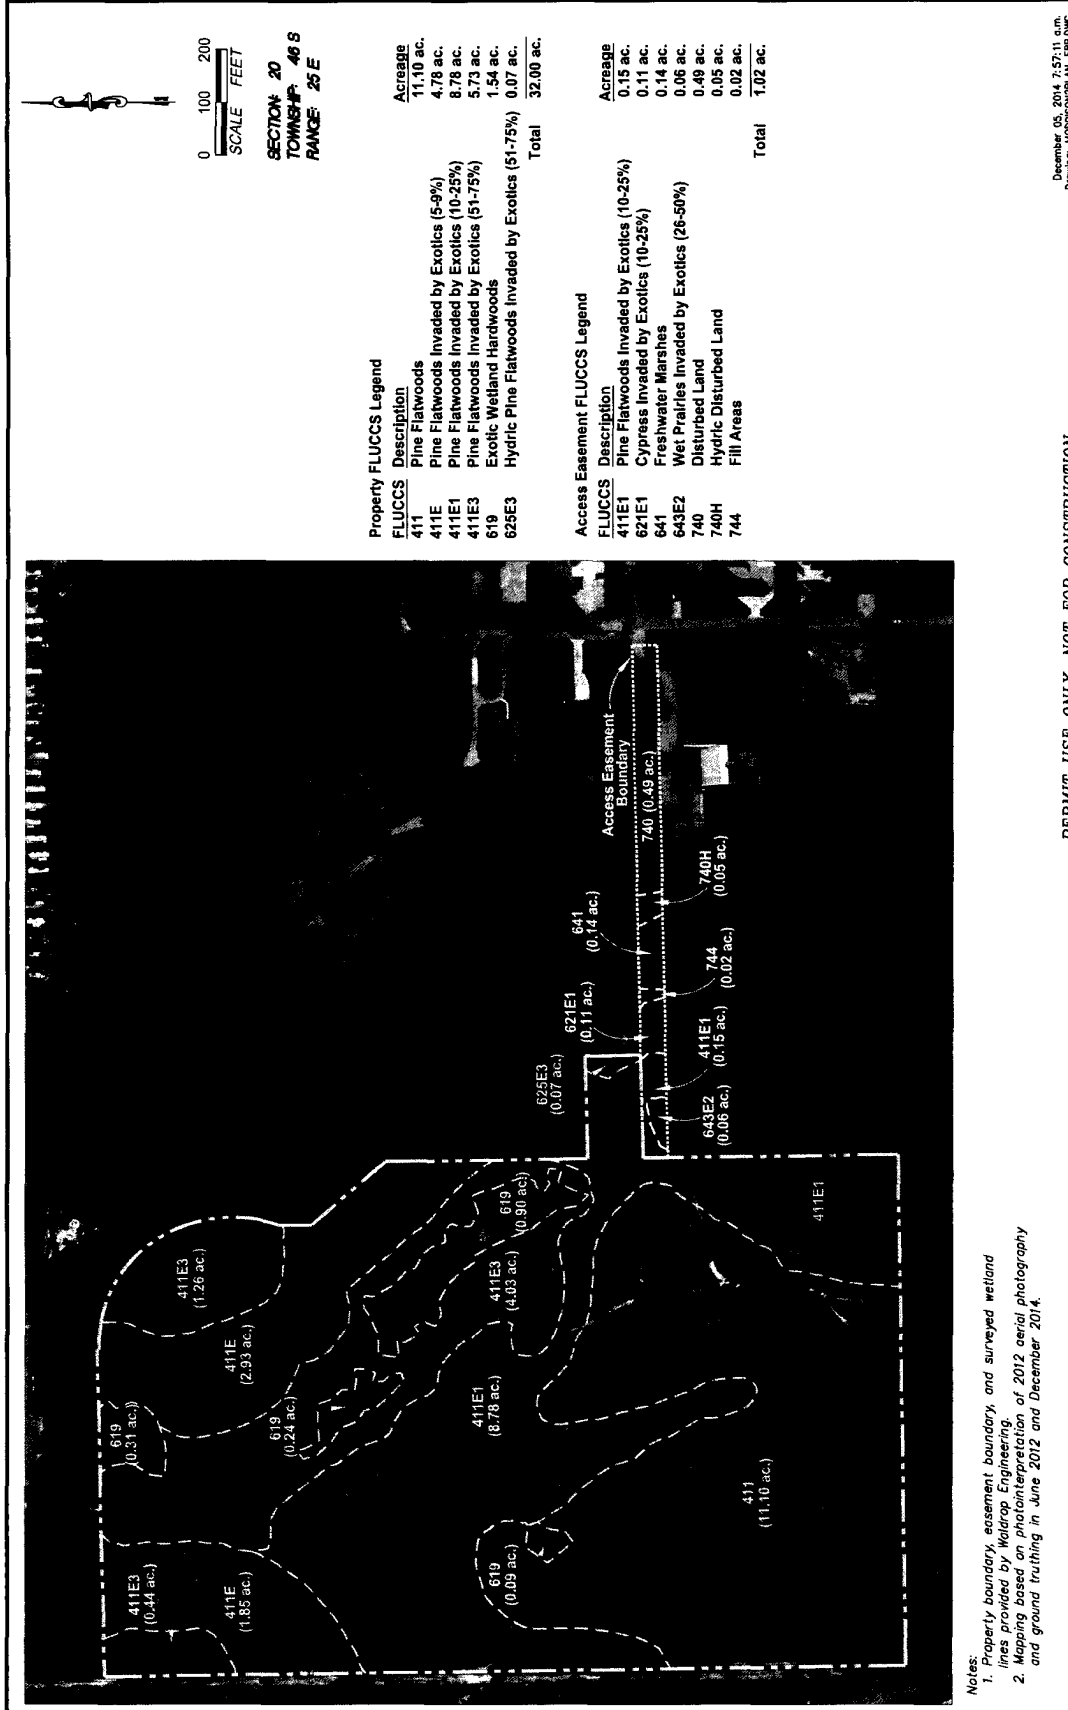 0 100 200
SCALE FEET
SECTION: 20
TOWNSHIP: 46 S
RANGE: 25 E
Property FLUCCS Legend
FLUCCS Description Acreage
411 Pine Flatwoods 11.10 ac.
411E Pine Flatwoods Invaded by Exotics (5-9%) 4.78 ac.
411E1 Pine Flatwoods Invaded by Exotics (10-25%) 8.78 ac.
411E3 Pine Flatwoods Invaded by Exotics (51-75%) 5.73 ac.
619 Exotic Wetland Hardwoods 1.54 ac.
625E3 Hydric Pine Flatwoods Invaded by Exotics (51-75%) 0.07 ac.
Total 32.00 ac.
Access Easement FLUCCS Legend
FLUCCS Description Acreage
411E1 Pine Flatwoods Invaded by Exotics (10-25%) 0.15 ac.
621E1 Cypress Invaded by Exotics (10-25%) 0.11 ac.
641 Freshwater Marshes 0.14 ac.
643E2 Wet Prairies Invaded by Exotics (26-50%) 0.06 ac.
740 Disturbed Land 0.49 ac.
740H Hydric Disturbed Land 0.05 ac.
744 Fill Areas 0.02 ac.
Total 1.02 ac.
411E3
(0.44 ac.)
411E
(1.85 ac.)
619
(0.31 ac.)
411E
(2.93 ac.)
411E3
(1.26 ac.)
619
(0.24 ac.)
411E1
(8.78 ac.)
411E3
(4.03 ac.)
619
(0.90 ac.)
619
(0.09 ac.)
411
(11.10 ac.)
411E1
625E3
(0.07 ac.)
621E1
(0.11 ac.)
641
(0.14 ac.)
Access Easement
Boundary
740 (0.49 ac.)
643E2
(0.06 ac.)
411E1
(0.15 ac.)
744
(0.02 ac.)
740H
(0.05 ac.)
Notes:
1. Property boundary, easement boundary, and surveyed wetland
lines provided by Waldrop Engineering.
2. Mapping based on photointerpretation of 2012 aerial photography
and ground truthing in June 2012 and December 2014.
PERMIT USE ONLY, NOT FOR CONSTRUCTION
December 05, 2014 7:57:11 a.m.